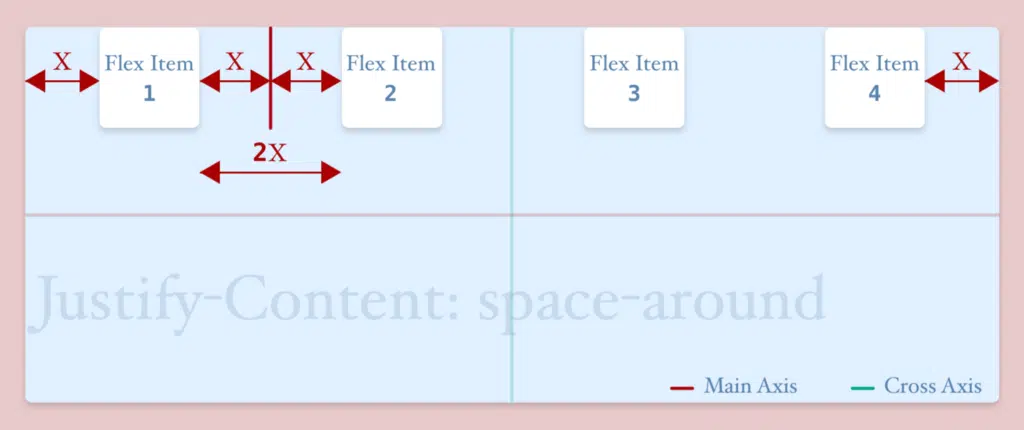 X
X
X
X
Flex Item
1
Flex Item
2
Flex Item
3
Flex Item
4
2X
Justify-Content: space-around
Main Axis
Cross Axis